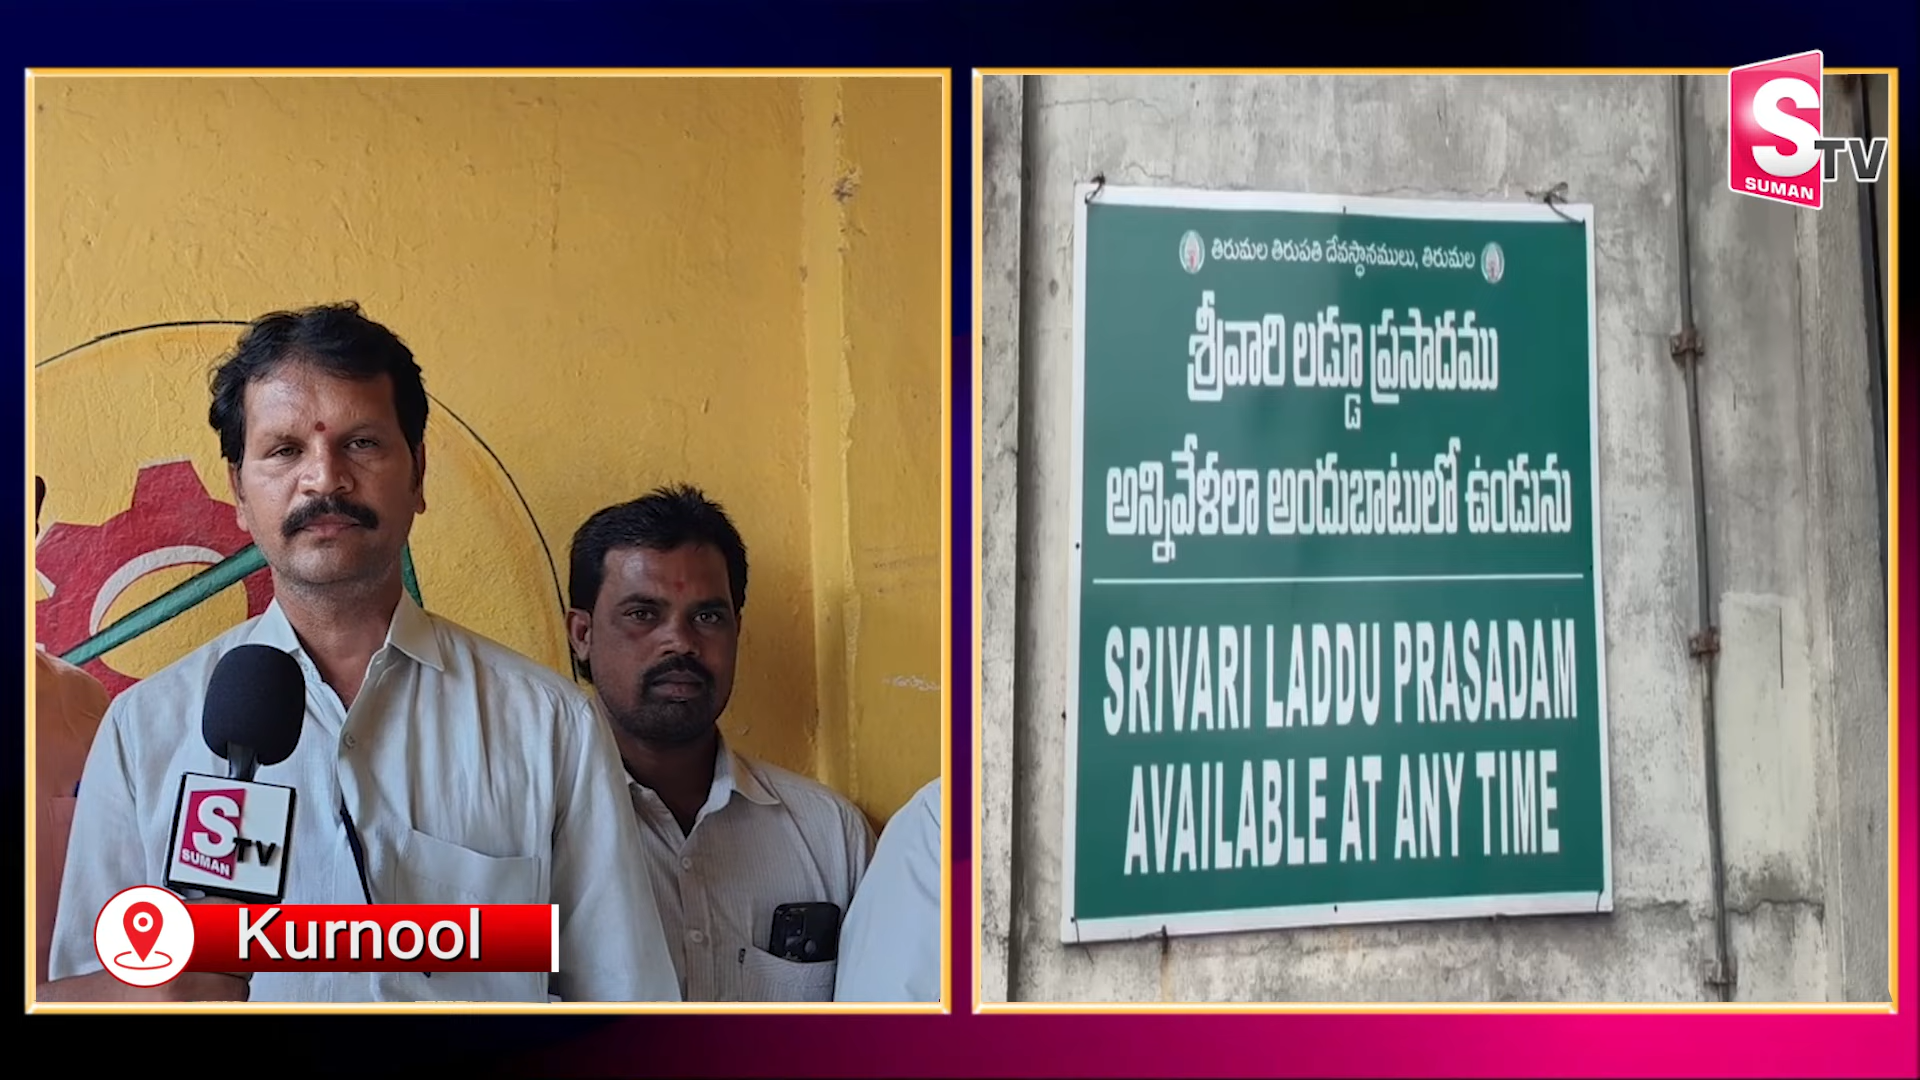 S
TV
SUMAN
తిరుమల తిరుపతి దేవస్థానములు, తిరుమల
శ్రీవారి లడ్డూ ప్రసాదము
అన్నివేళలా అందుబాటులో ఉండును
SRIVARI LADDU PRASADAM
AVAILABLE AT ANY TIME
S
TV
SUMAN
Kurnool